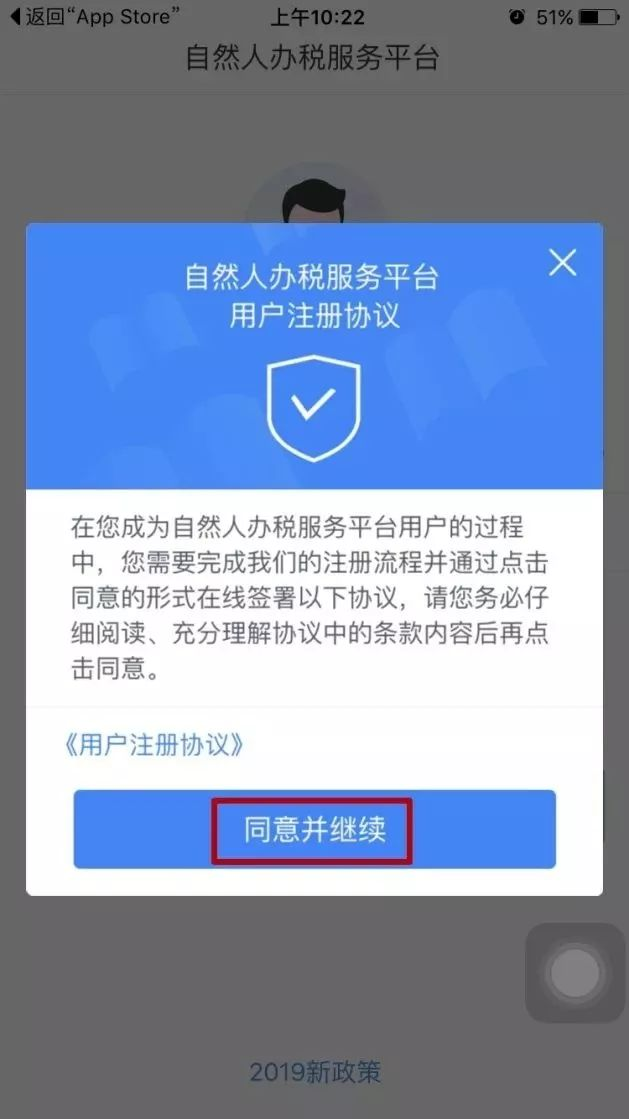 返回“App Store”
上午10:22
51%
自然人办税服务平台
自然人办税服务平台
用户注册协议
在您成为自然人办税服务平台用户的过程
中，您需要完成我们的注册流程并通过点击
同意的形式在线签署以下协议，请您务必仔
细阅读、充分理解协议中的条款内容后再点
击同意。
《用户注册协议》
同意并继续
2019新政策